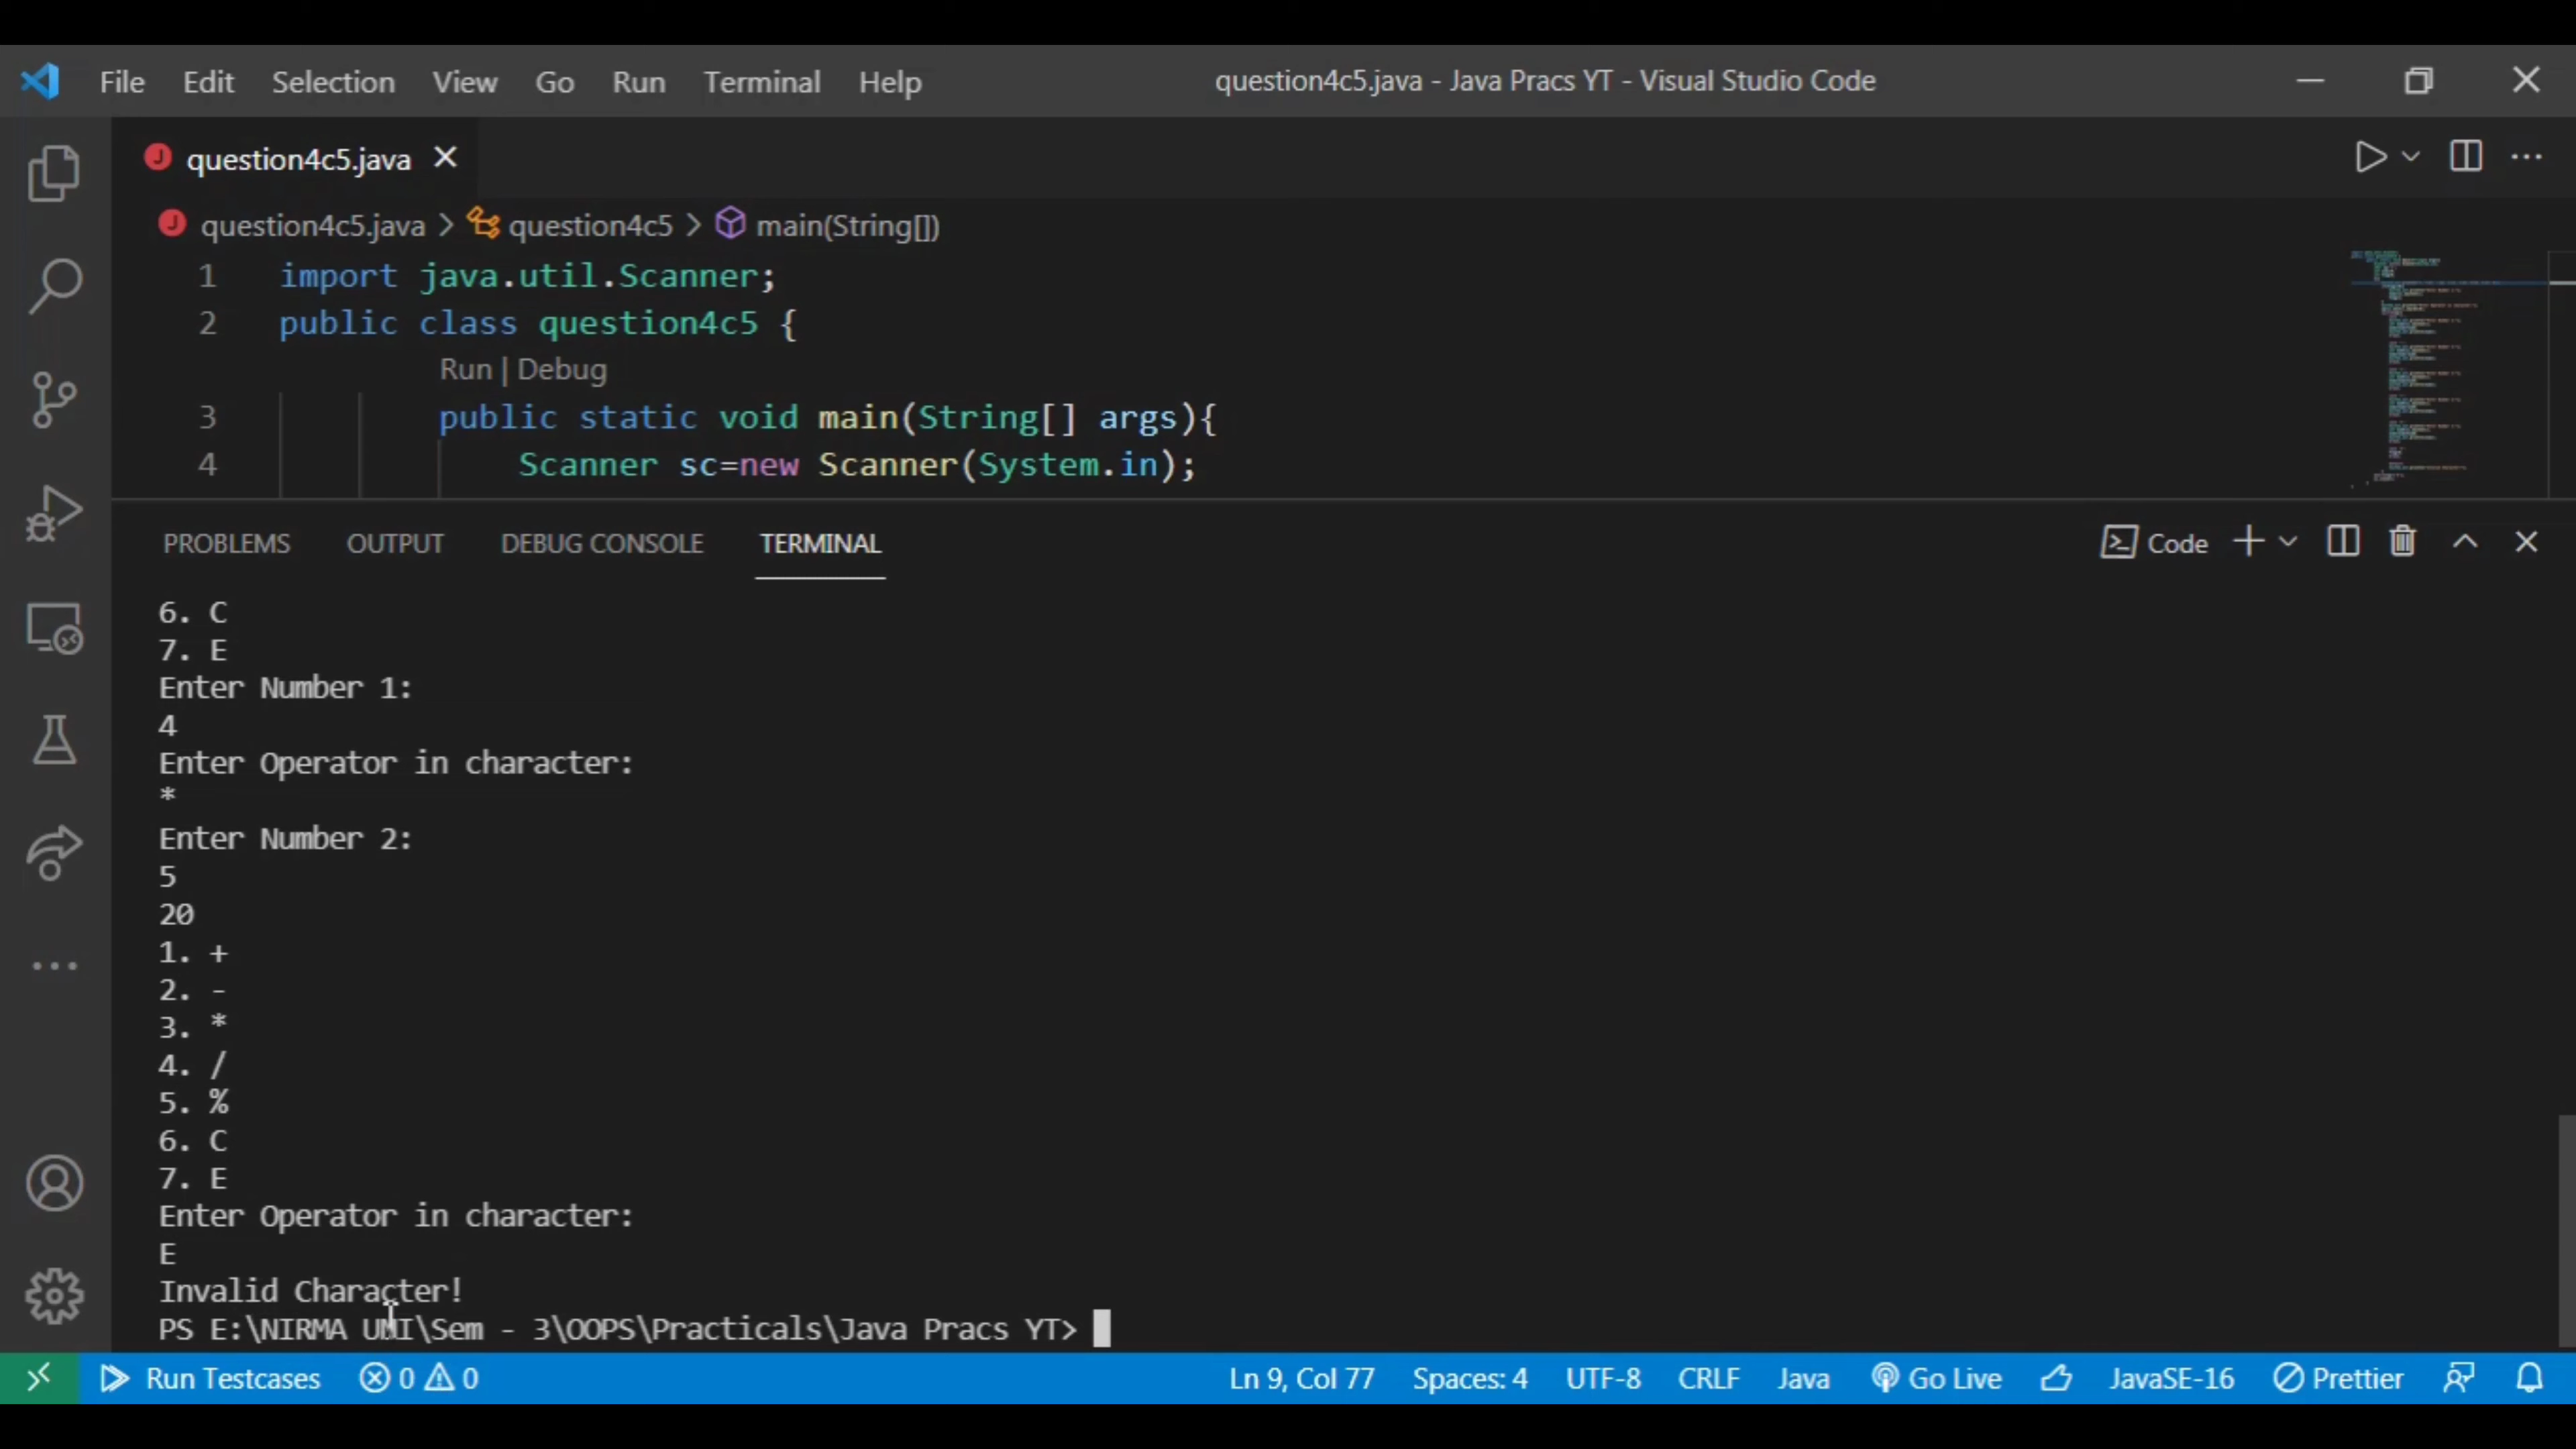 File Edit Selection View Go Run Terminal Help question4c5.java - Java Pracs YT - Visual Studio Code
question4c5.java
question4c5.java > question4c5 > main(String[])
1 import java.util.Scanner;
2 public class question4c5 {
Run | Debug
3 public static void main(String[] args){
4 Scanner sc=new Scanner(System.in);
PROBLEMS OUTPUT DEBUG CONSOLE TERMINAL Code
6. C
7. E
Enter Number 1:
4
Enter Operator in character:
*
Enter Number 2:
5
20
1. +
2. -
3. *
4. /
5. %
6. C
7. E
Enter Operator in character:
E
Invalid Character!
PS E:\NIRMA UNI\Sem - 3\OOPS\Practicals\Java Pracs YT>
Run Testcases 0 0 Ln 9, Col 77 Spaces: 4 UTF-8 CRLF Java Go Live JavaSE-16 Prettier